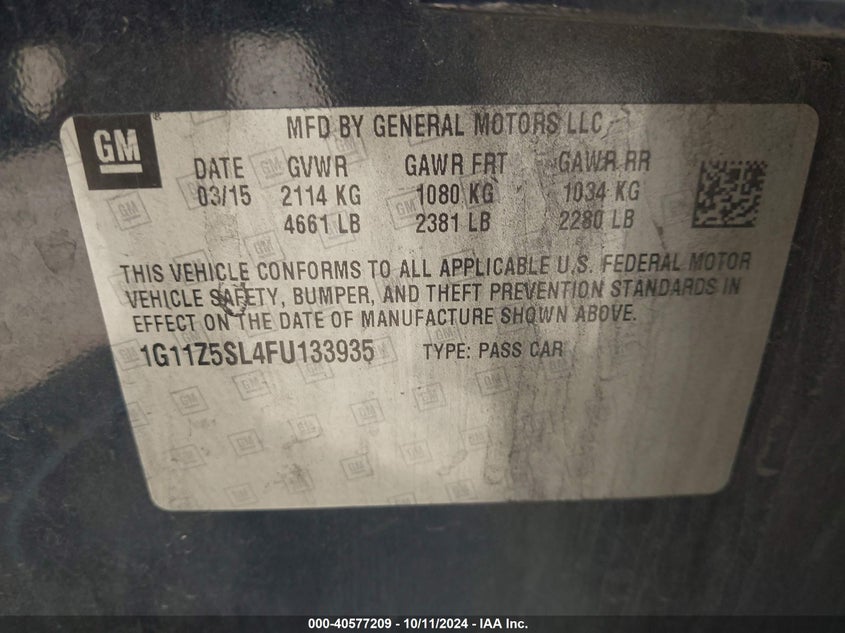 GM
MFD BY GENERAL MOTORS LLC
DATE GVWR GAWR FRT GAWR RR
03/15 2114 KG 1080 KG 1034 KG
4661 LB 2381 LB 2280 LB
THIS VEHICLE CONFORMS TO ALL APPLICABLE U.S. FEDERAL MOTOR
VEHICLE SAFETY, BUMPER, AND THEFT PREVENTION STANDARDS IN
EFFECT ON THE DATE OF MANUFACTURE SHOWN ABOVE.
1G11Z5SL4FU133935 TYPE: PASS CAR
000-40577209 - 10/11/2024 - IAA Inc.